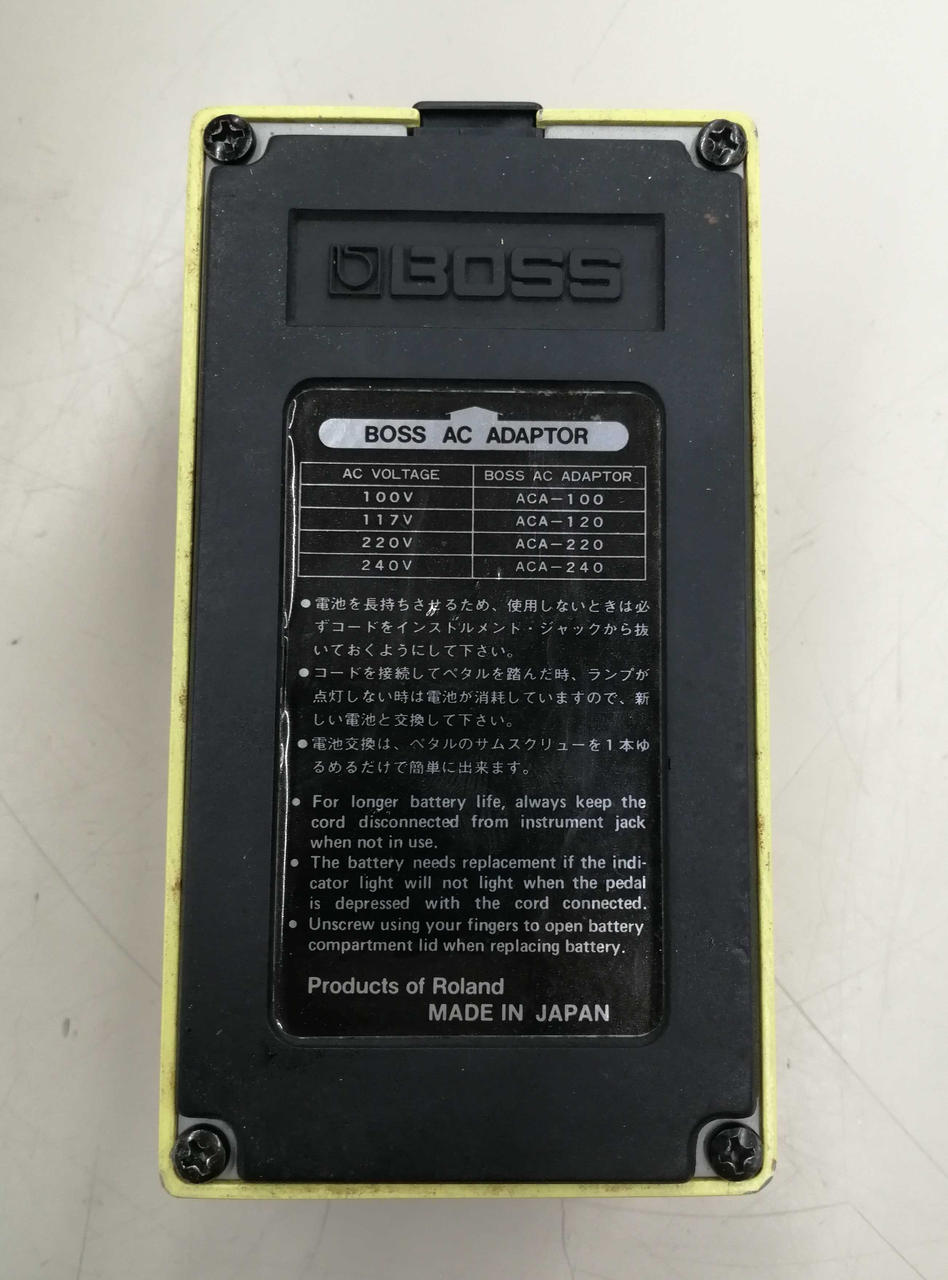 BOSS
BOSS AC ADAPTOR
AC VOLTAGE BOSS AC ADAPTOR
100V ACA-100
117V ACA-120
220V ACA-220
240V ACA-240
●電池を長持ちさせるため、使用しないときは必
ずコードをインストルメント・ジャックから抜
いておくようにして下さい。
●コードを接続してペタルを踏んだ時、ランプが
点灯しない時は電池が消耗していますので、新
しい電池と交換して下さい。
●電池交換は、ペタルのサムスクリューを1本ゆ
るめるだけで簡単に出来ます。
● For longer battery life, always keep the
cord disconnected from instrument jack
when not in use.
● The battery needs replacement if the indi-
cator light will not light when the pedal
is depressed with the cord connected.
● Unscrew using your fingers to open battery
compartment lid when replacing battery.
Products of Roland
MADE IN JAPAN